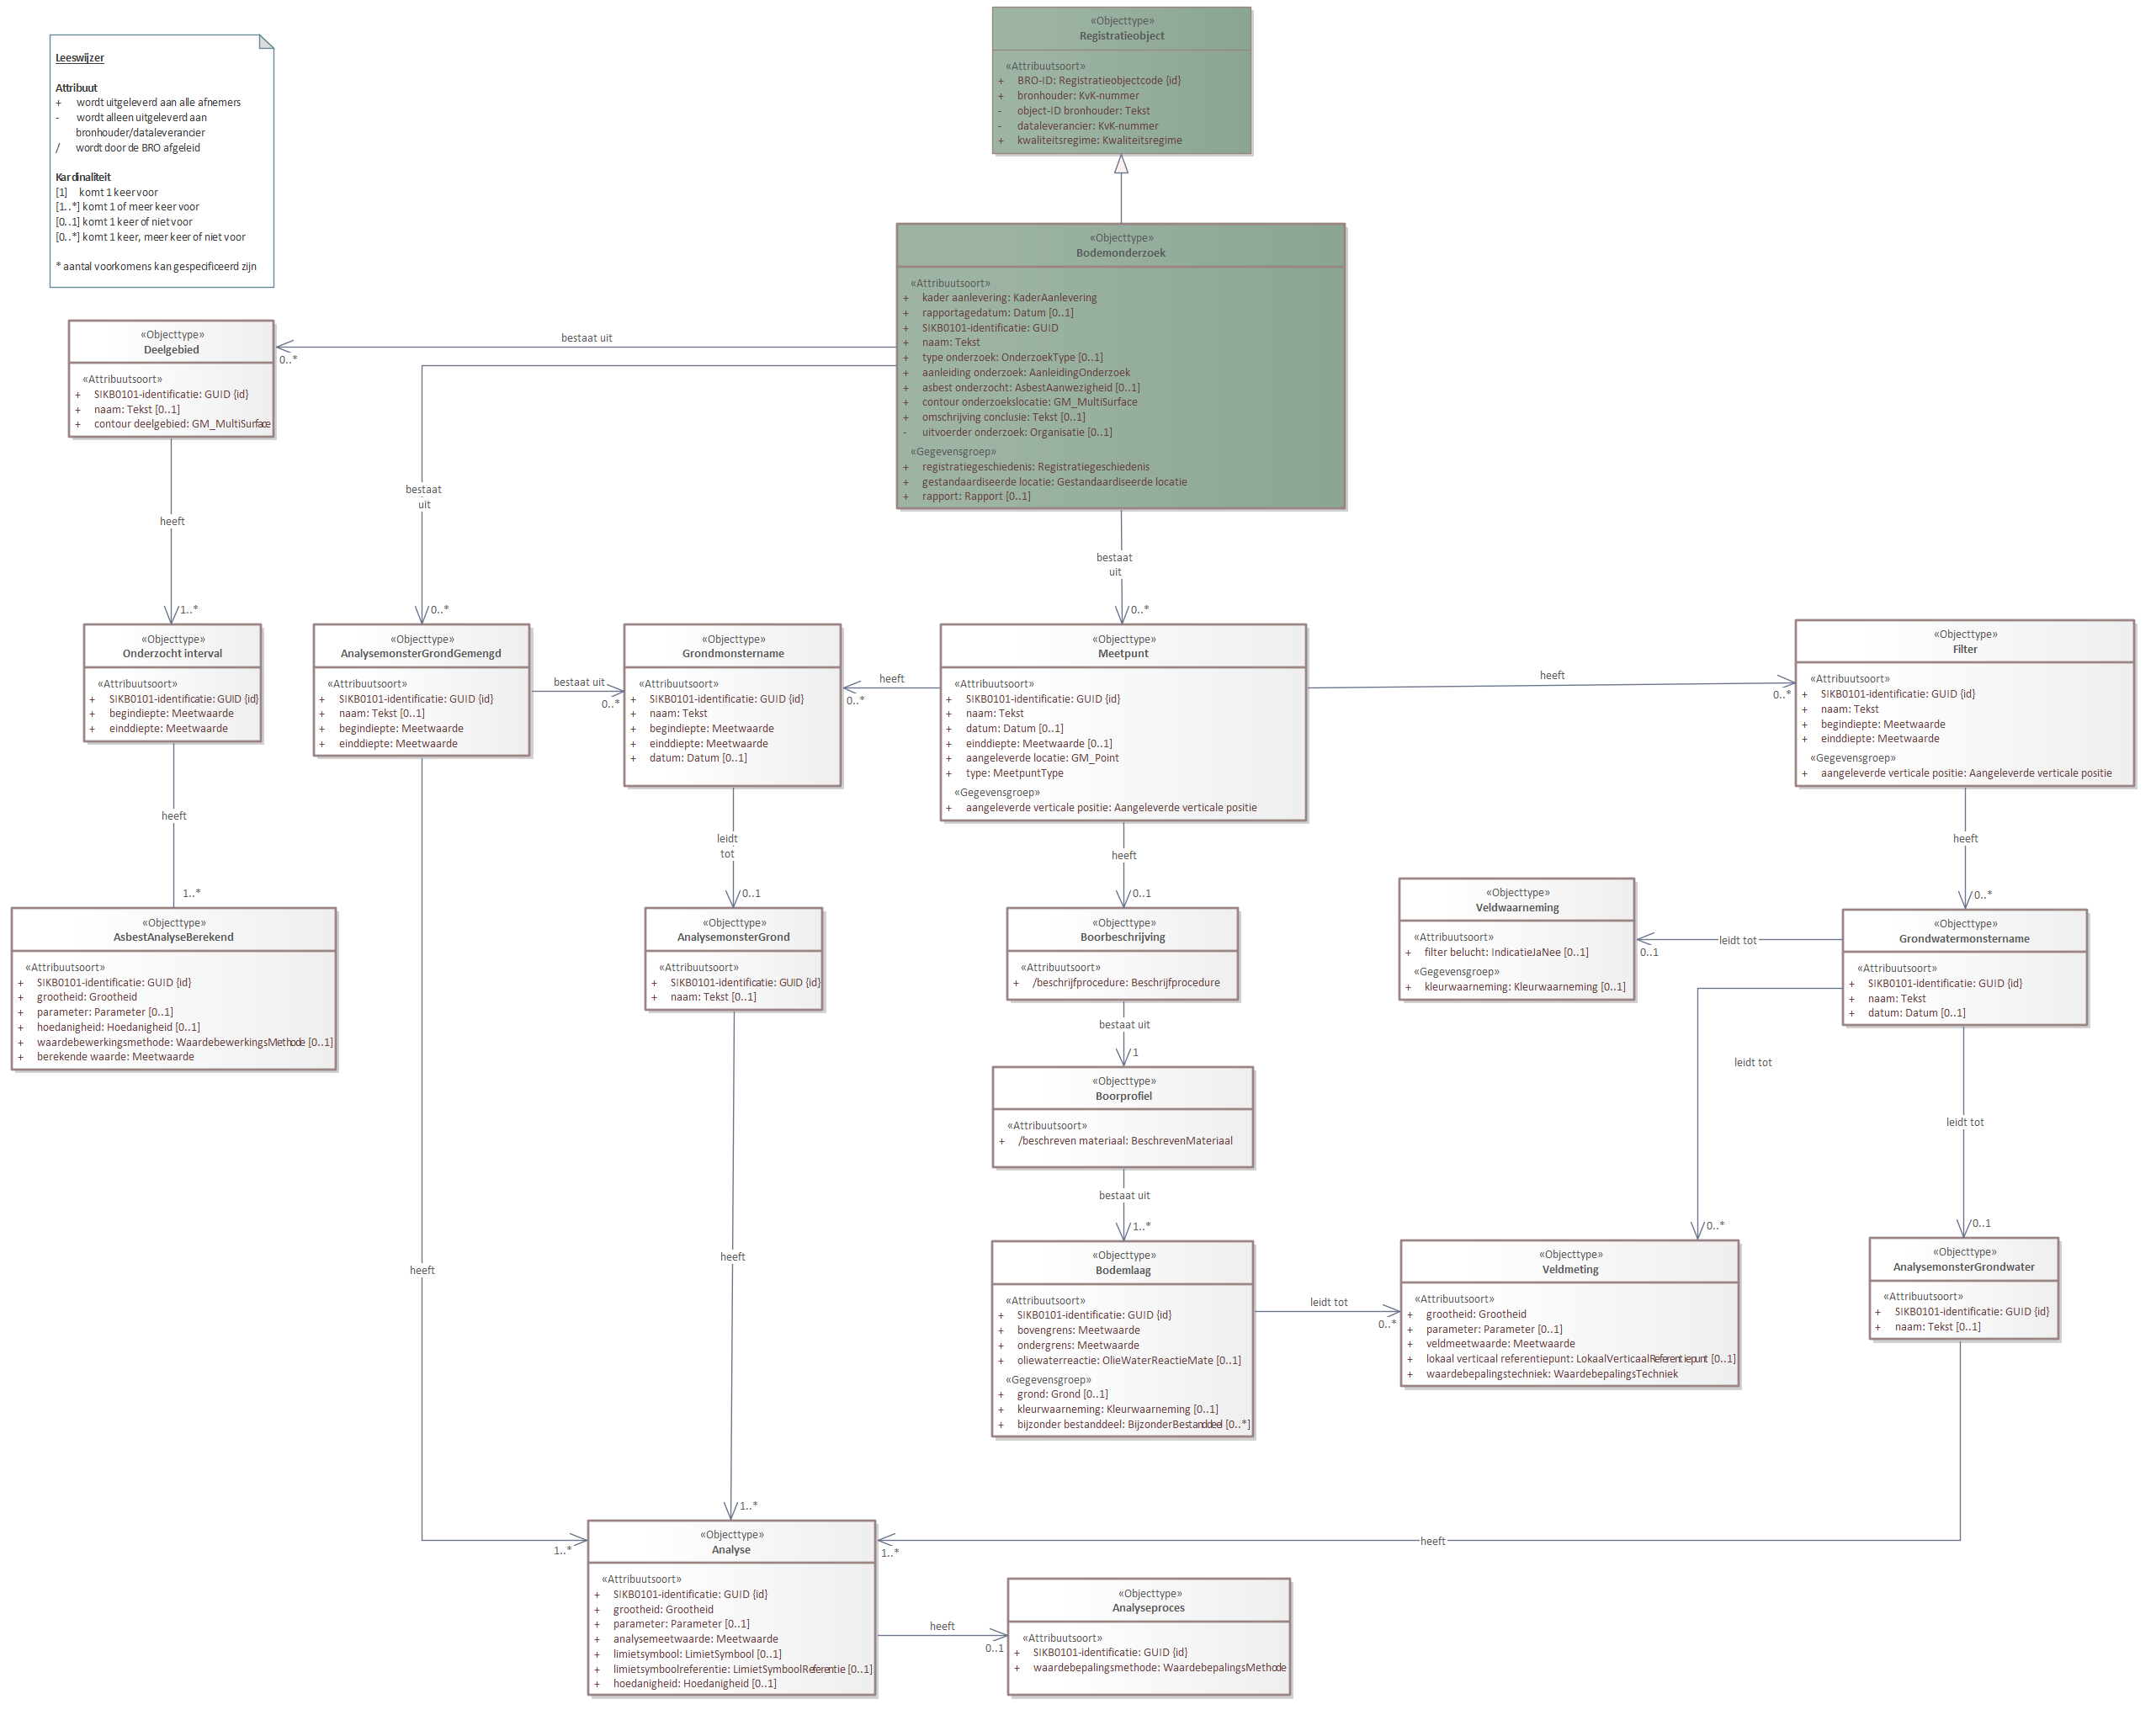 «Objecttype»
Registratieobject
«Attribuutsoort»
+ BRO-ID: Registratieobjectcode {id}
+ bronhouder: KvK-nummer
- object-ID bronhouder: Tekst
- dataleverancier: KvK-nummer
+ kwaliteitsregime: Kwaliteitsregime
Leeswijzer
Attribuut
+ wordt uitgeleverd aan alle afnemers
- wordt alleen uitgeleverd aan
bronhouder/dataleverancier
/ wordt door de BRO afgeleid
Kardinaliteit
[1] komt 1 keer voor
[1..*] komt 1 of meer keer voor
[0..1] komt 1 keer of niet voor
[0..*] komt 1 keer, meer keer of niet voor
* aantal voorkomens kan gespecificeerd zijn
«Objecttype»
Bodemonderzoek
«Attribuutsoort»
+ kader aanlevering: KaderAanlevering
+ rapportagedatum: Datum [0..1]
+ SIKB0101-identificatie: GUID
+ naam: Tekst
+ type onderzoek: OnderzoekType [0..1]
+ aanleiding onderzoek: AanleidingOnderzoek
+ asbest onderzocht: AsbestAanwezigheid [0..1]
+ contour onderzoekslocatie: GM_MultiSurface
+ omschrijving conclusie: Tekst [0..1]
- uitvoerder onderzoek: Organisatie [0..1]
«Gegevensgroep»
+ registratiegeschiedenis: Registratiegeschiedenis
+ gestandaardiseerde locatie: Gestandaardiseerde locatie
+ rapport: Rapport [0..1]
bestaat uit
0..*
«Objecttype»
Deelgebied
«Attribuutsoort»
+ SIKB0101-identificatie: GUID {id}
+ naam: Tekst [0..1]
+ contour deelgebied: GM_MultiSurface
heeft
1..*
bestaat
uit
0..*
bestaat
uit
0..*
«Objecttype»
Onderzocht interval
«Attribuutsoort»
+ SIKB0101-identificatie: GUID {id}
+ begindiepte: Meetwaarde
+ einddiepte: Meetwaarde
«Objecttype»
AnalysemonsterGrondGemengd
«Attribuutsoort»
+ SIKB0101-identificatie: GUID {id}
+ naam: Tekst [0..1]
+ begindiepte: Meetwaarde
+ einddiepte: Meetwaarde
bestaat uit
0..*
«Objecttype»
Grondmonstername
«Attribuutsoort»
+ SIKB0101-identificatie: GUID {id}
+ naam: Tekst
+ begindiepte: Meetwaarde
+ einddiepte: Meetwaarde
+ datum: Datum [0..1]
heeft
0..*
«Objecttype»
Meetpunt
«Attribuutsoort»
+ SIKB0101-identificatie: GUID {id}
+ naam: Tekst
+ datum: Datum [0..1]
+ einddiepte: Meetwaarde [0..1]
+ aangeleverde locatie: GM_Point
+ type: MeetpuntType
«Gegevensgroep»
+ aangeleverde verticale positie: Aangeleverde verticale positie
heeft
0..*
«Objecttype»
Filter
«Attribuutsoort»
+ SIKB0101-identificatie: GUID {id}
+ naam: Tekst
+ begindiepte: Meetwaarde
+ einddiepte: Meetwaarde
«Gegevensgroep»
+ aangeleverde verticale positie: Aangeleverde verticale positie
heeft
1..*
leidt
tot
0..1
heeft
0..1
heeft
0..*
«Objecttype»
AsbestAnalyseBerekend
«Attribuutsoort»
+ SIKB0101-identificatie: GUID {id}
+ grootheid: Grootheid
+ parameter: Parameter [0..1]
+ hoedanigheid: Hoedanigheid [0..1]
+ waardebewerkingsmethode: WaardebewerkingsMethode [0..1]
+ berekende waarde: Meetwaarde
«Objecttype»
AnalysemonsterGrond
«Attribuutsoort»
+ SIKB0101-identificatie: GUID {id}
+ naam: Tekst [0..1]
«Objecttype»
Boorbeschrijving
«Attribuutsoort»
+ /beschrijfprocedure: Beschrijfprocedure
«Objecttype»
Veldwaarneming
«Attribuutsoort»
+ filter belucht: IndicatieJaNee [0..1]
«Gegevensgroep»
+ kleurwaarneming: Kleurwaarneming [0..1]
leidt tot
0..1
«Objecttype»
Grondwatermonstername
«Attribuutsoort»
+ SIKB0101-identificatie: GUID {id}
+ naam: Tekst
+ datum: Datum [0..1]
bestaat uit
1
leidt tot
0..*
leidt tot
0..1
«Objecttype»
Boorprofiel
«Attribuutsoort»
+ /beschreven materiaal: BeschrevenMateriaal
bestaat uit
1..*
«Objecttype»
Bodemlaag
«Attribuutsoort»
+ SIKB0101-identificatie: GUID {id}
+ bovengrens: Meetwaarde
+ ondergrens: Meetwaarde
+ oliewaterreactie: OlieWaterReactieMate [0..1]
«Gegevensgroep»
+ grond: Grond [0..1]
+ kleurwaarneming: Kleurwaarneming [0..1]
+ bijzonder bestanddeel: BijzonderBestanddeel [0..*]
leidt tot
0..*
«Objecttype»
Veldmeting
«Attribuutsoort»
+ grootheid: Grootheid
+ parameter: Parameter [0..1]
+ veldmeetwaarde: Meetwaarde
+ lokaal verticaal referentiepunt: LokaalVerticaalReferentiepunt [0..1]
+ waardebepalingstechniek: WaardebepalingsTechniek
«Objecttype»
AnalysemonsterGrondwater
«Attribuutsoort»
+ SIKB0101-identificatie: GUID {id}
+ naam: Tekst [0..1]
heeft
1..*
heeft
1..*
heeft
1..*
«Objecttype»
Analyse
«Attribuutsoort»
+ SIKB0101-identificatie: GUID {id}
+ grootheid: Grootheid
+ parameter: Parameter [0..1]
+ analysemeetwaarde: Meetwaarde
+ limietsymbool: LimietSymbool [0..1]
+ limietsymboolreferentie: LimietSymboolReferentie [0..1]
+ hoedanigheid: Hoedanigheid [0..1]
heeft
0..1
«Objecttype»
Analyseproces
«Attribuutsoort»
+ SIKB0101-identificatie: GUID {id}
+ waardebepalingsmethode: WaardebepalingsMethode